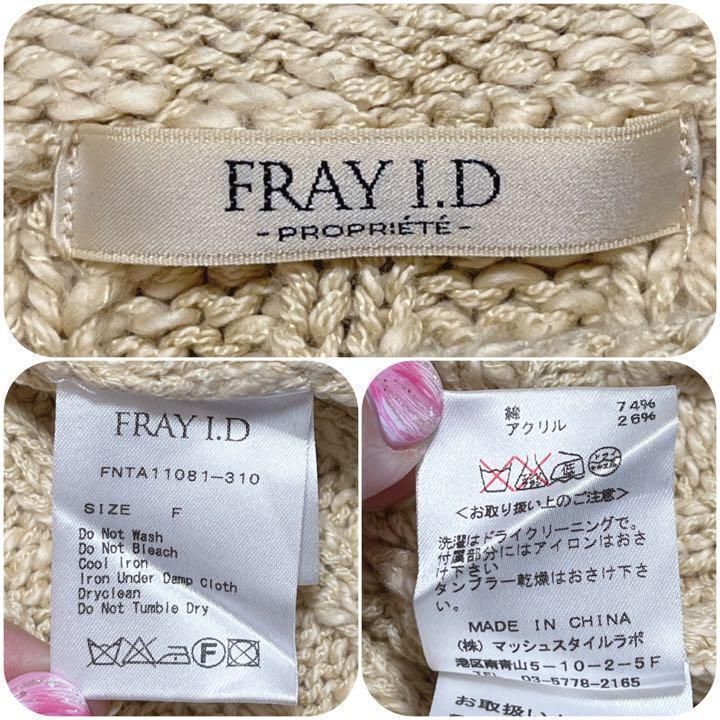 FRAY I.D
- PROPRIÉTÉ -
FRAY I.D
FNTA11081-310
SIZE F
Do Not Wash
Do Not Bleach
Cool Iron
Iron Under Damp Cloth
Dryclean
Do Not Tumble Dry
F
綿 74%
アクリル 26%
低
ドライ
<お取り扱い上のご注意>
洗濯はドライクリーニングで。
付属部分にはアイロンはおさ
け下さい
タンブラー乾燥はおさけ下さ
い。
MADE IN CHINA
(株) マッシュスタイルラボ
港区南青山5-10-2-5F
TEL 03-5778-2165
お取り扱い